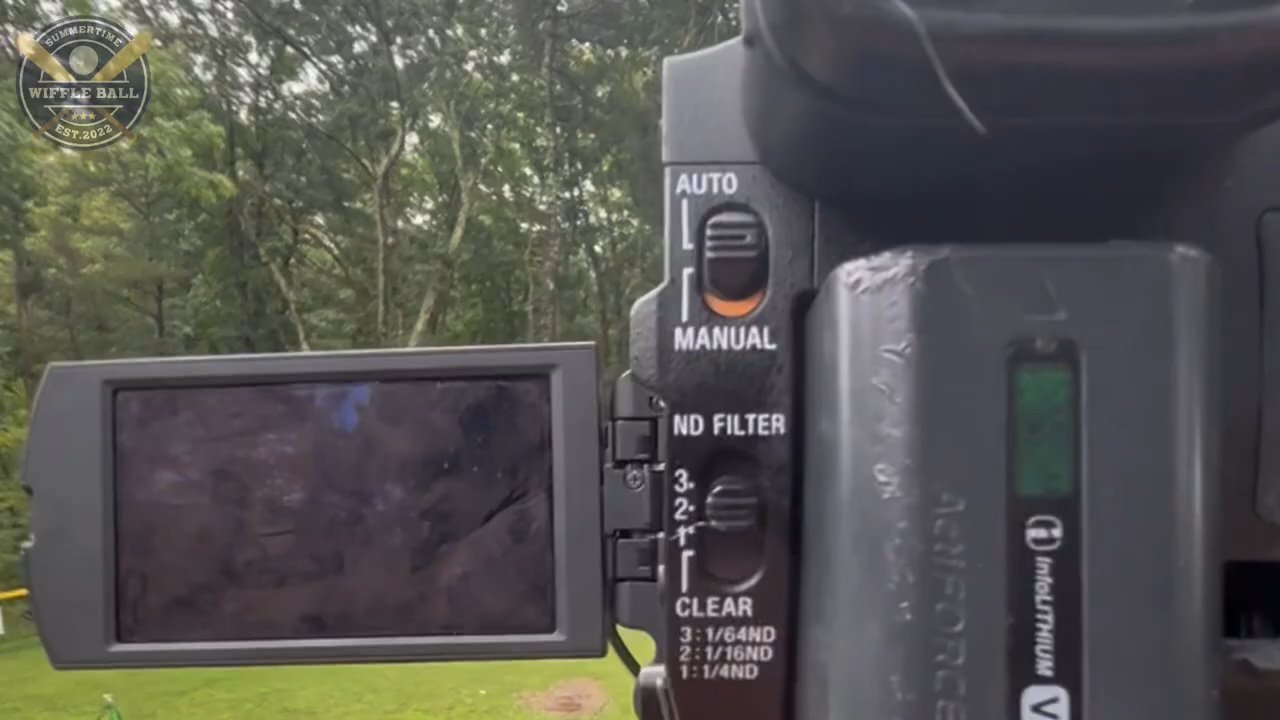 SUMMERTIME
WIFFLE BALL
EST.2022
AUTO
MANUAL
ND FILTER
3
2
1
CLEAR
3:1/64ND
2:1/16ND
1:1/4ND
1
InfoLITHIUM
V